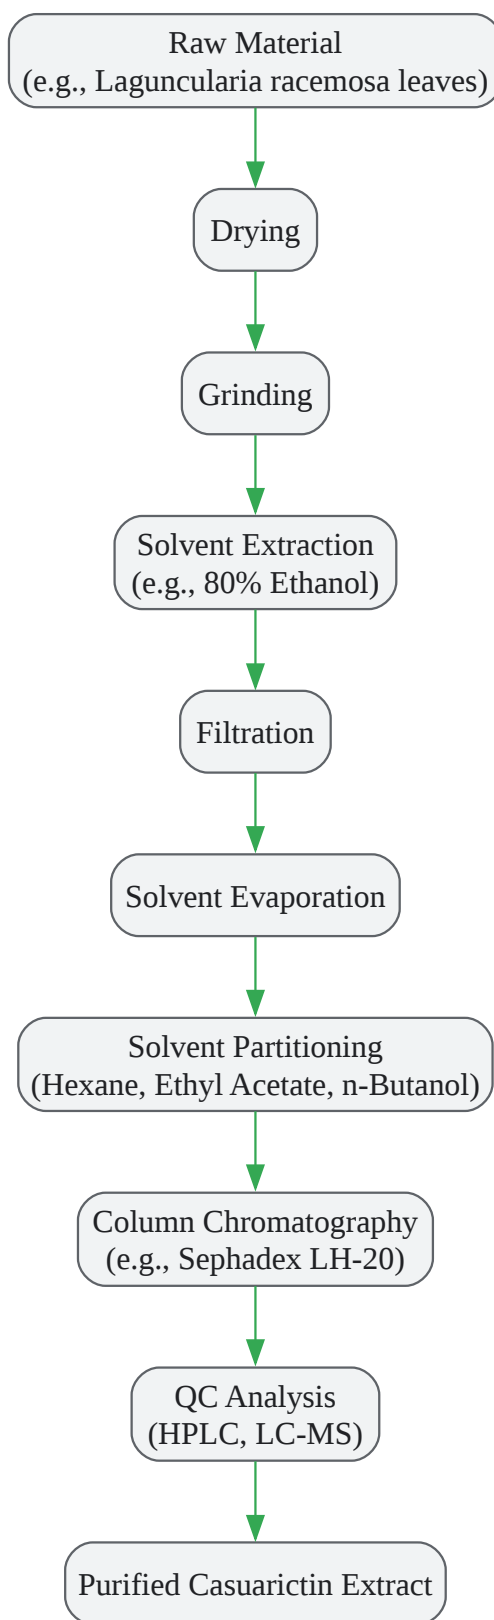 Raw Material
(e.g., Laguncularia racemosa leaves)
Drying
Grinding
Solvent Extraction
(e.g., 80% Ethanol)
Filtration
Solvent Evaporation
Solvent Partitioning
(Hexane, Ethyl Acetate, n-Butanol)
Column Chromatography
(e.g., Sephadex LH-20)
QC Analysis
(HPLC, LC-MS)
Purified Casuarictin Extract